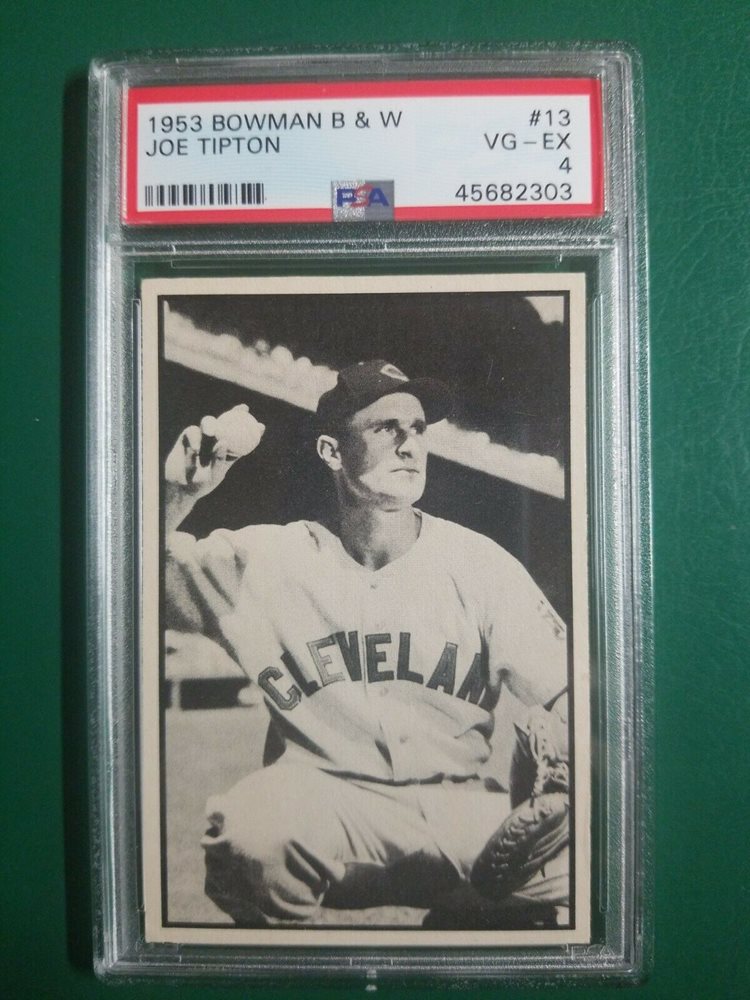 1953 BOWMAN B & W #13
JOE TIPTON VG-EX
4
PSA 45682303
CLEVELAN